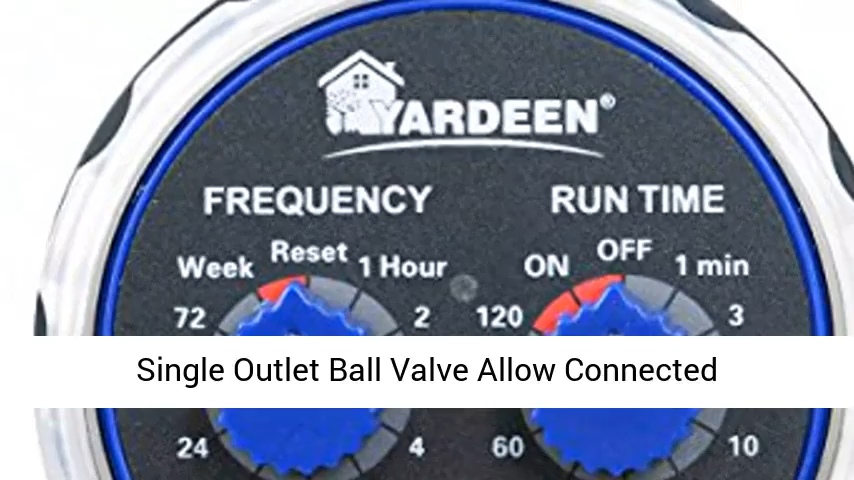 YARDEEN®
FREQUENCY RUN TIME
Week Reset 1 Hour ON OFF 1 min
72 2 120 3
Single Outlet Ball Valve Allow Connected
24 4 60 10